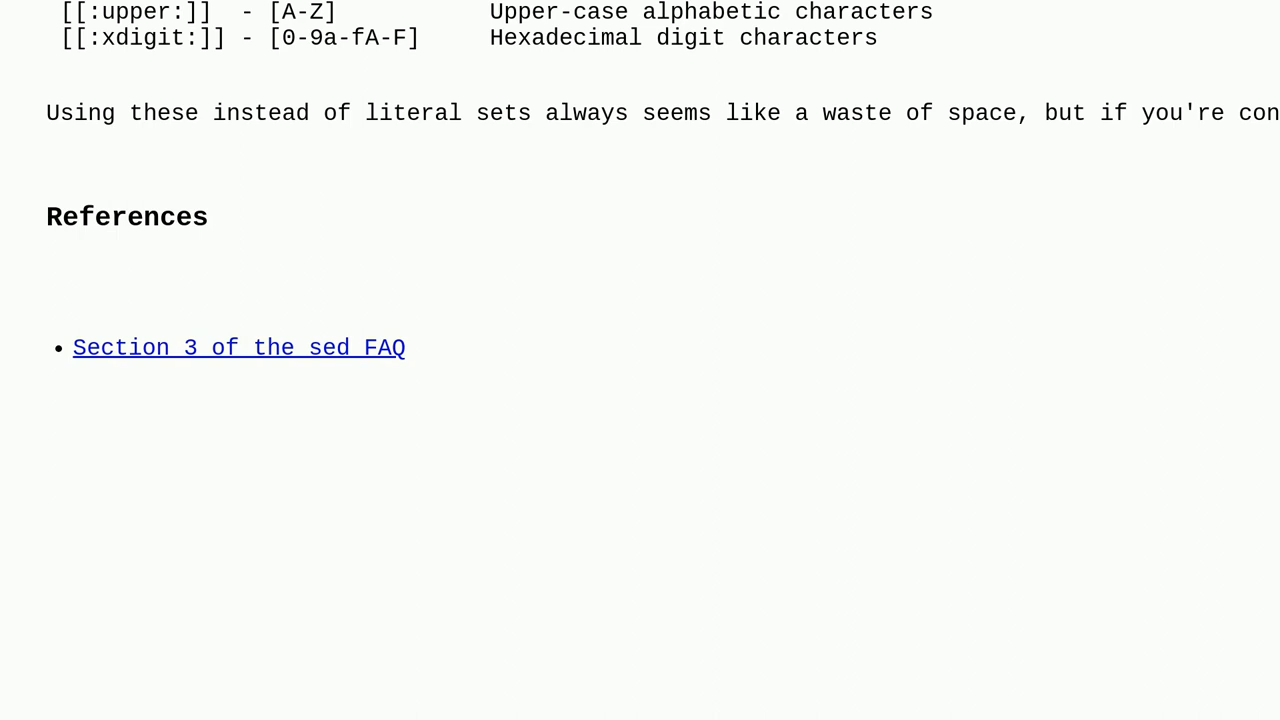 [[:upper:]]  - [A-Z]           Upper-case alphabetic characters
[[:xdigit:]] - [0-9a-fA-F]     Hexadecimal digit characters
Using these instead of literal sets always seems like a waste of space, but if you're con
References
• Section 3 of the sed FAQ